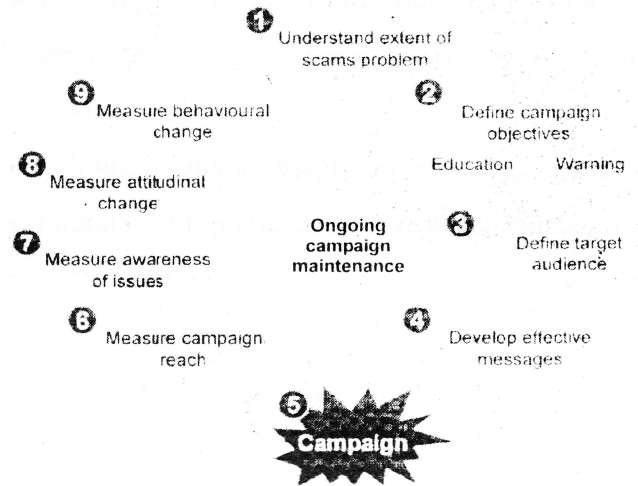 1
Understand extent of
scams problem
2
Define campaign
objectives
Education Warning
3
Define target
audience
4
Develop effective
messages
5
Campaign
6
Measure campaign
reach
7
Measure awareness
of issues
8
Measure attitudinal
change
9
Measure behavioural
change
Ongoing
campaign
maintenance